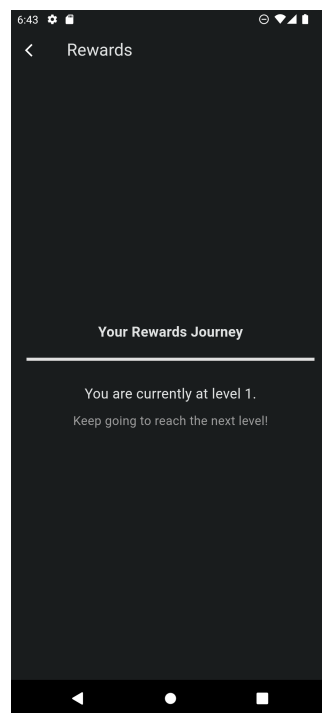 6:43
Rewards
Your Rewards Journey
You are currently at level 1.
Keep going to reach the next level!